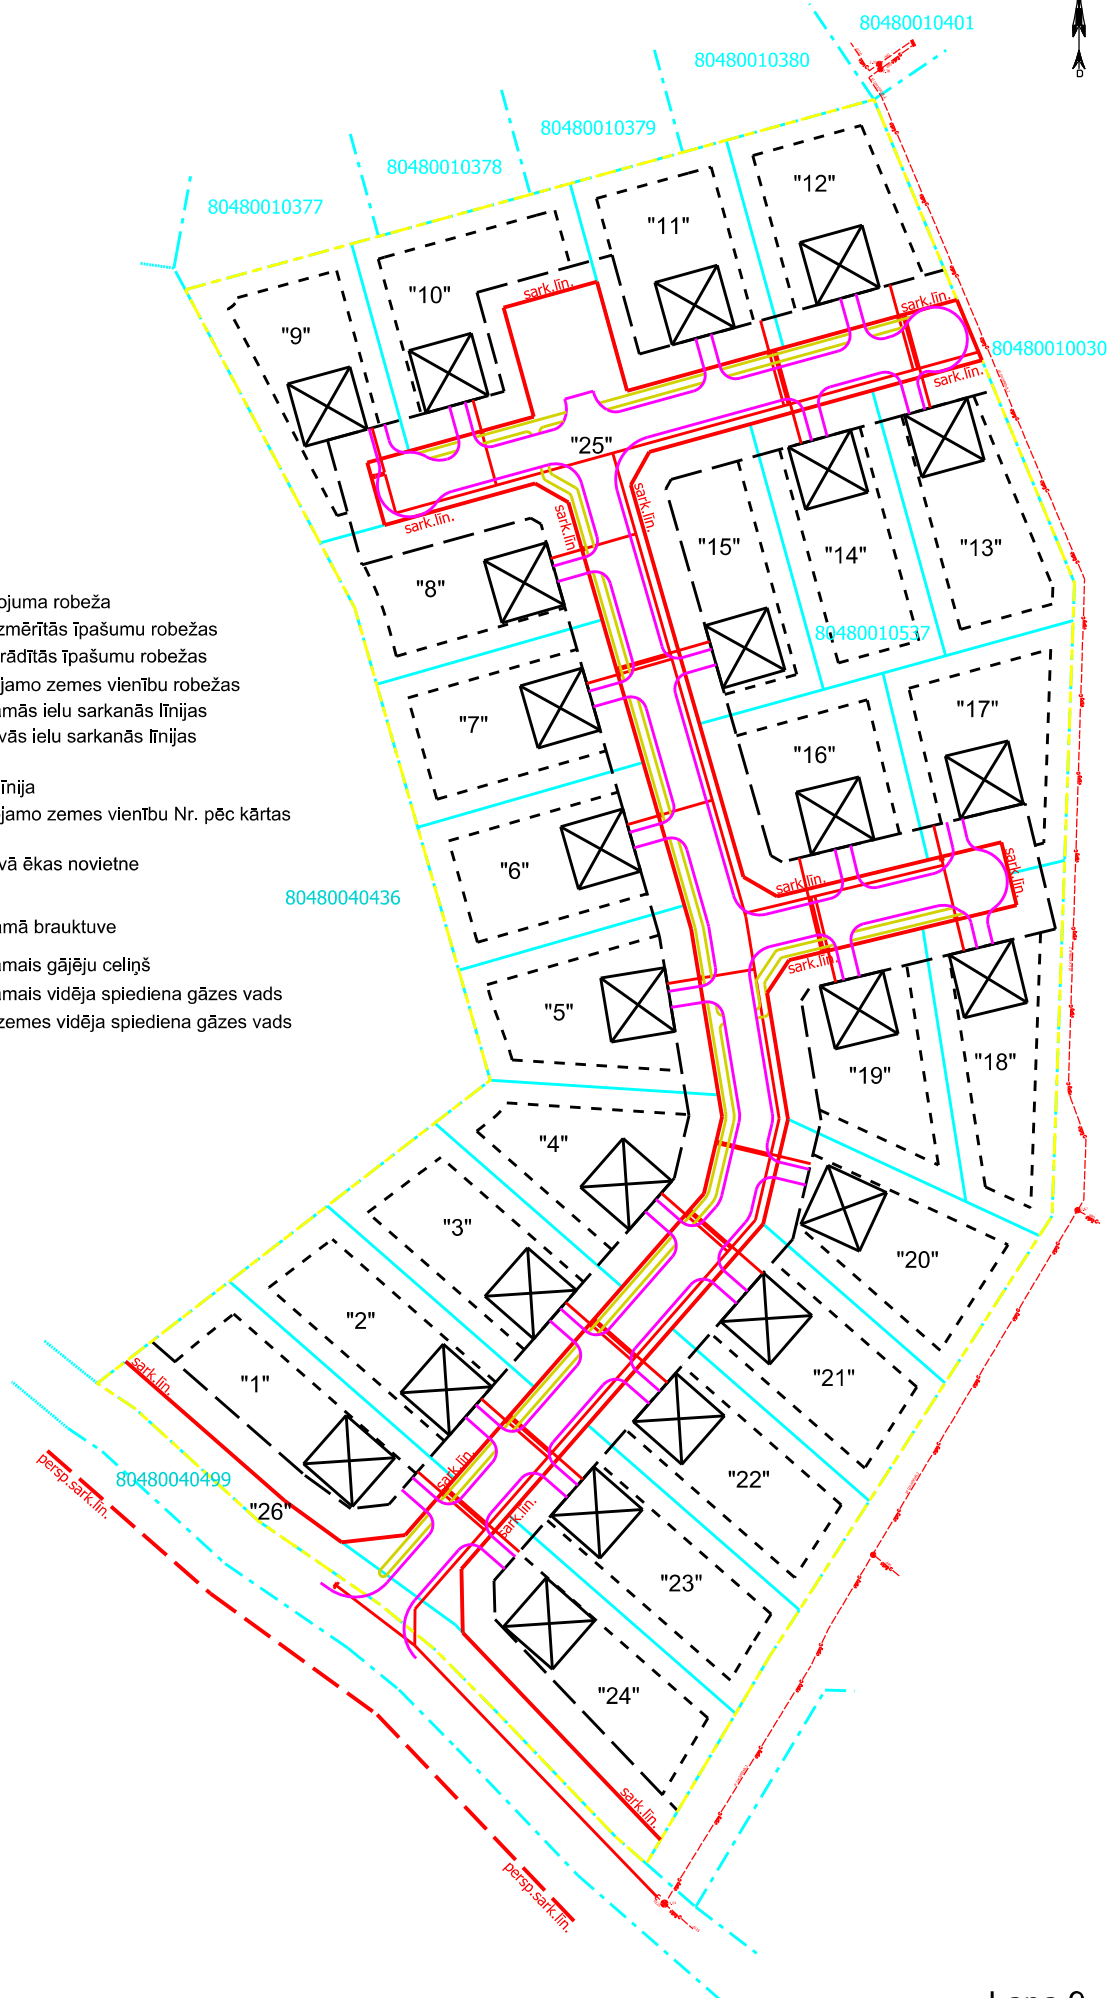 80480010401
80480010380
80480010379
80480010378
80480010377
"12"
"11"
"10"
sark.līn.
sark.līn.
"9"
80480010030
sark.līn.
"25"
sark.līn.
sark.līn.
sark.līn.
"15"
"14"
"13"
"8"
80480010537
ojuma robeža
zmērītās īpašumu robežas
rādītās īpašumu robežas
jamo zemes vienību robežas
amās ielu sarkanās līnijas
vās ielu sarkanās līnijas
īnija
jamo zemes vienību Nr. pēc kārtas
vā ēkas novietne
amā brauktuve
amais gājēju celiņš
amais vidēja spiediena gāzes vads
zemes vidēja spiediena gāzes vads
"7"
"17"
"16"
"6"
sark.līn.
sark.līn.
80480040436
sark.līn.
"5"
"19"
"18"
"4"
"3"
"20"
"2"
"21"
"1"
sark.līn.
persp.sark.līn.
80480040499
sark.līn.
"22"
"26"
sark.līn.
"23"
"24"
sark.līn.
persp.sark.līn.